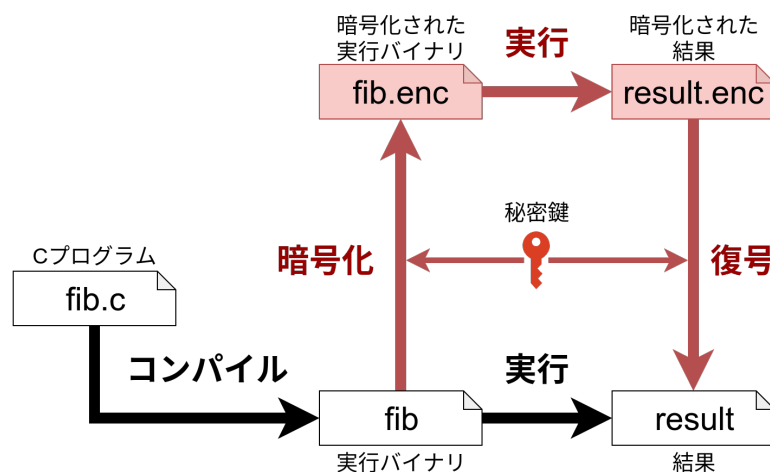 暗号化された
実行バイナリ
実行
暗号化された
結果
fib.enc
result.enc
秘密鍵
Cプログラム
暗号化
復号
fib.c
コンパイル
実行
fib
result
実行バイナリ
結果